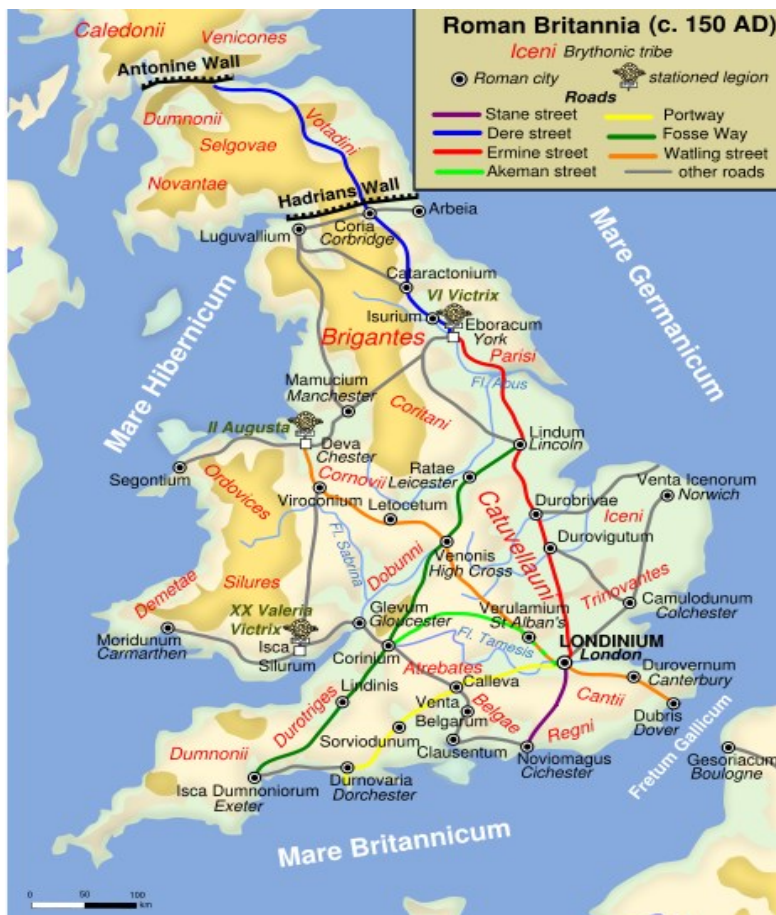 Roman Britannia (c. 150 AD)
Iceni Brythonic tribe
Roman city
stationed legion
Roads
Stane street
Portway
Dere street
Fosse Way
Ermine street
Watling street
Akeman street
other roads
Caledonii
Venicones
Antonine Wall
Dumnonii
Votadini
Selgovae
Novantae
Hadrians Wall
Arbeia
Coria
Corbridge
Luguvallium
Mare Germanicum
Mare Hibernicum
Cataractonium
VI Victrix
Isurium
Eboracum
York
Brigantes
Parisi
Fl. Abus
Mamucium
Manchester
Coritani
II Augusta
Deva
Chester
Lindum
Lincoln
Segontium
Ordovices
Cornovii
Ratae
Leicester
Viroconium
Letocetum
Catuvellauni
Durobrivae
Venta Icenorum
Norwich
Iceni
Durovigutum
Fl. Sabrina
Venonis
High Cross
Dobunni
Demetae
Silures
Trinovantes
Camulodunum
Colchester
XX Valeria
Victrix
Glevum
Gloucester
Verulamium
St Alban's
Moridunum
Carmarthen
Isca
Silurum
Corinium
Fl. Tamesis
LONDINIUM
London
Atrebates
Calleva
Durovernum
Canterbury
Cantii
Dubris
Dover
Lindinis
Durotriges
Venta
Belgarum
Belgae
Regni
Sorviodunum
Clausentum
Noviomagus
Cichester
Fretum Gallicum
Gesoriacum
Boulogne
Dumnonii
Isca Dumnoniorum
Exeter
Durnovaria
Dorchester
Mare Britannicum
0 50 100
km